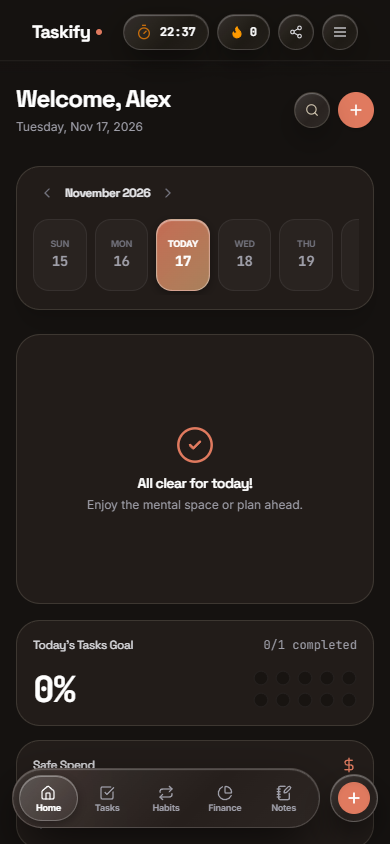 Taskify
22:37
0
Welcome, Alex
Tuesday, Nov 17, 2026
November 2026
SUN
15
MON
16
TODAY
17
WED
18
THU
19
All clear for today!
Enjoy the mental space or plan ahead.
Today's Tasks Goal
0/1 completed
0%
Safe Spend
$
Home
Tasks
Habits
Finance
Notes